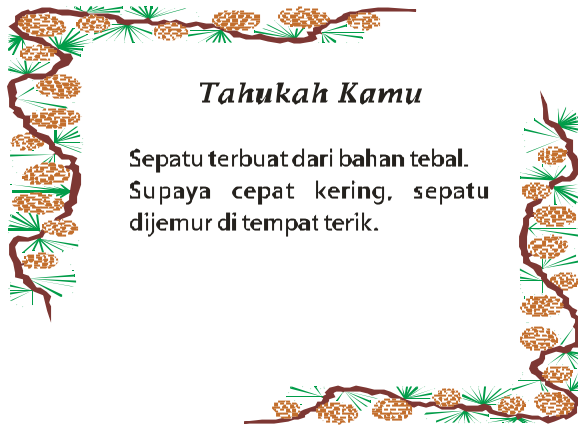 Tahukah Kamu
Sepatu terbuat dari bahan tebal.
Supaya cepat kering, sepatu
dijemur di tempat terik.